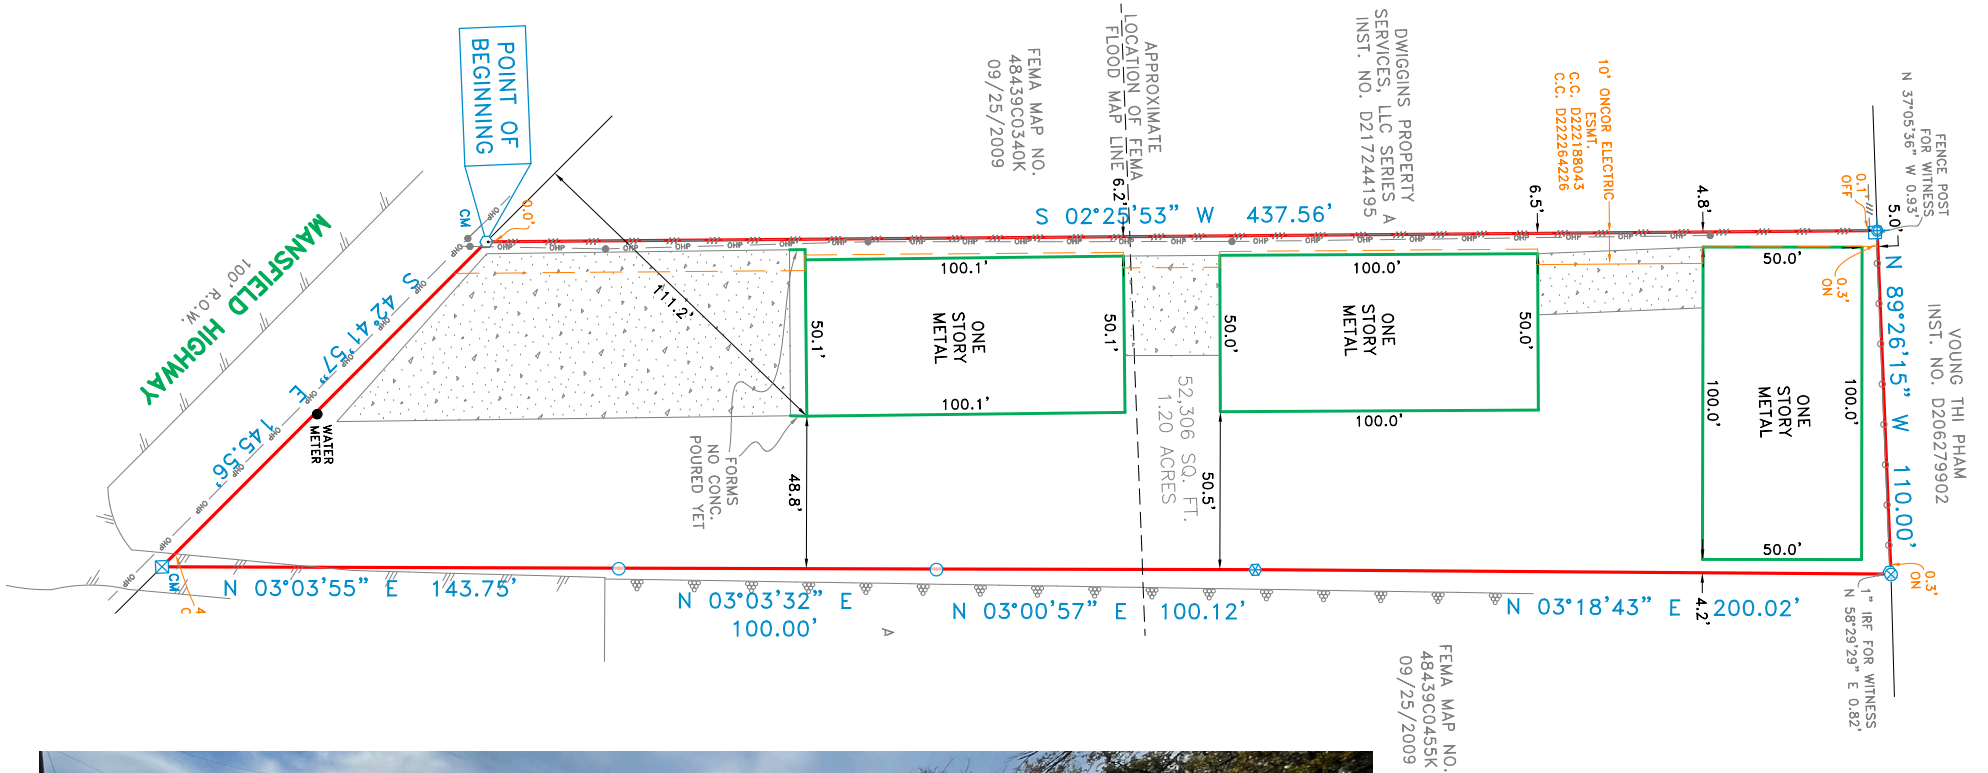 POINT OF
BEGINNING
MANSFIELD HIGHWAY
100' R.O.W.
CM
0.0'
OHP
S 42°41'57" E 145.56'
WATER
METER
CM
N 03°03'55" E 143.75'
N 03°03'32" E
100.00'
N 03°00'57" E 100.12'
N 03°18'43" E 200.02'
A
FEMA MAP NO.
48439C0340K
09/25/2009
APPROXIMATE
LOCATION OF FEMA
FLOOD MAP LINE
6.2'
S 02°25'53" W 437.56'
DWIGGINS PROPERTY
SERVICES, LLC SERIES A
INST. NO. D217244195
10' ONCOR ELECTRIC
ESMT.
C.C. D222188043
C.C. D222264226
6.5'
4.8'
FENCE POST
FOR WITNESS
N 37°05'36" W 0.93'
0.1'
OFF
5.0'
N 89°26'15" W 110.00'
VOUNG THI PHAM
INST. NO. D206279902
0.3'
ON
111.2'
100.1'
50.1'
ONE
STORY
METAL
50.1'
100.1'
FORMS
NO CONC.
POURED YET
48.8'
52,306 SQ. FT.
1.20 ACRES
100.0'
50.0'
ONE
STORY
METAL
50.0'
100.0'
50.5'
50.0'
100.0'
ONE
STORY
METAL
100.0'
50.0'
4.2'
0.3'
ON
1" IRF FOR WITNESS
N 58°29'29" E 0.82'
FEMA MAP NO.
48439C0455K
09/25/2009